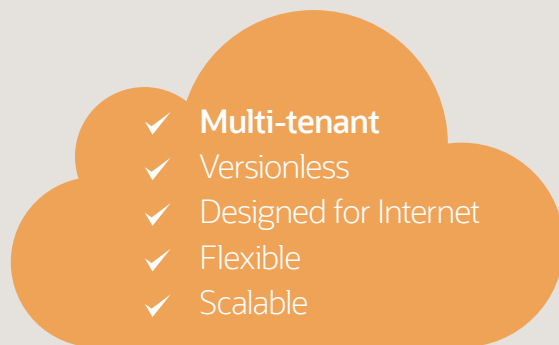 Multi-tenant
Versionless
Designed for Internet
Flexible
Scalable